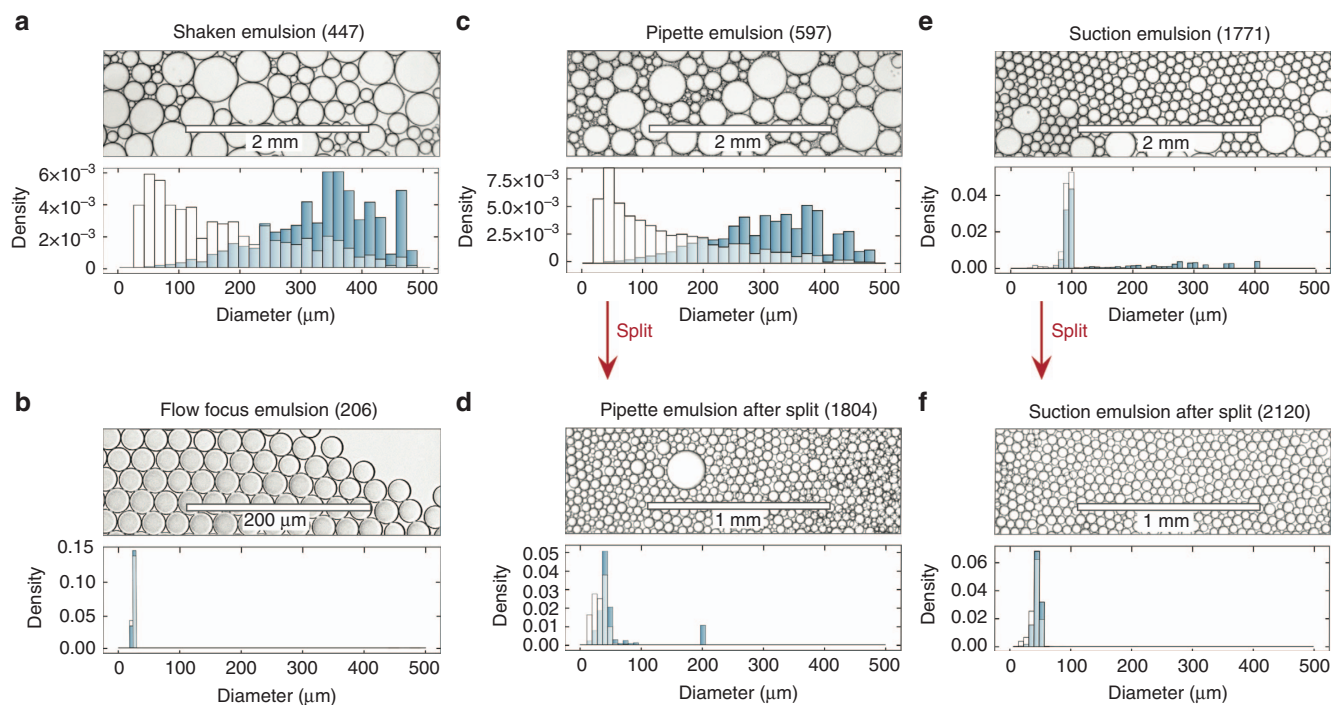 a
Shaken emulsion (447)
2 mm
6×10⁻³
4×10⁻³
2×10⁻³
0
Density
0 100 200 300 400 500
Diameter (μm)
c
Pipette emulsion (597)
2 mm
7.5×10⁻³
5×10⁻³
2.5×10⁻³
0
Density
0 100 200 300 400 500
Diameter (μm)
Split
e
Suction emulsion (1771)
2 mm
0.04
0.02
0.00
Density
0 100 200 300 400 500
Diameter (μm)
Split
b
Flow focus emulsion (206)
200 μm
0.15
0.10
0.05
0.00
Density
0 100 200 300 400 500
Diameter (μm)
d
Pipette emulsion after split (1804)
1 mm
0.05
0.04
0.03
0.02
0.01
0.00
Density
0 100 200 300 400 500
Diameter (μm)
f
Suction emulsion after split (2120)
1 mm
0.06
0.04
0.02
0.00
Density
0 100 200 300 400 500
Diameter (μm)